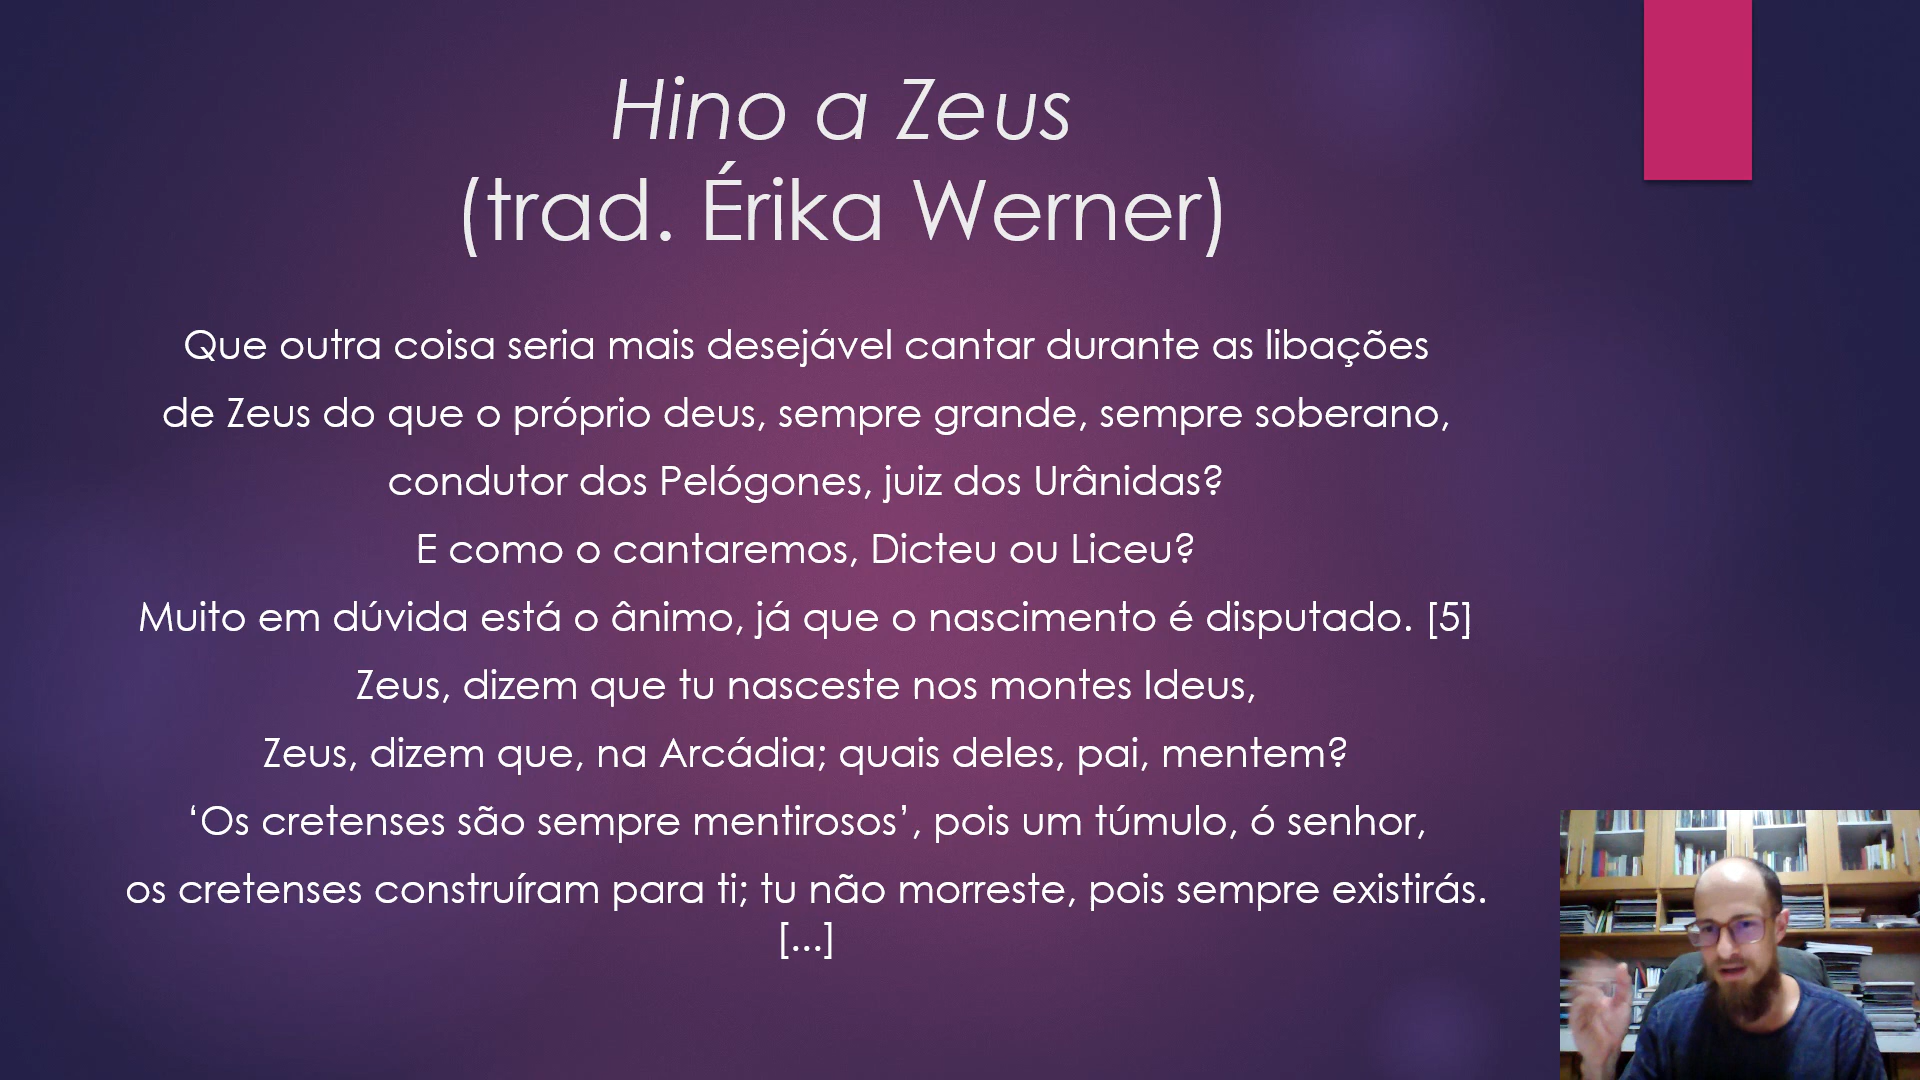 Hino a Zeus
(trad. Érika Werner)
Que outra coisa seria mais desejável cantar durante as libações
de Zeus do que o próprio deus, sempre grande, sempre soberano,
condutor dos Pelógones, juiz dos Urânidas?
E como o cantaremos, Dicteu ou Liceu?
Muito em dúvida está o ânimo, já que o nascimento é disputado. [5]
Zeus, dizem que tu nasceste nos montes Ideus,
Zeus, dizem que, na Arcádia; quais deles, pai, mentem?
‘Os cretenses são sempre mentirosos’, pois um túmulo, ó senhor,
os cretenses construíram para ti; tu não morreste, pois sempre existirás.
[...]